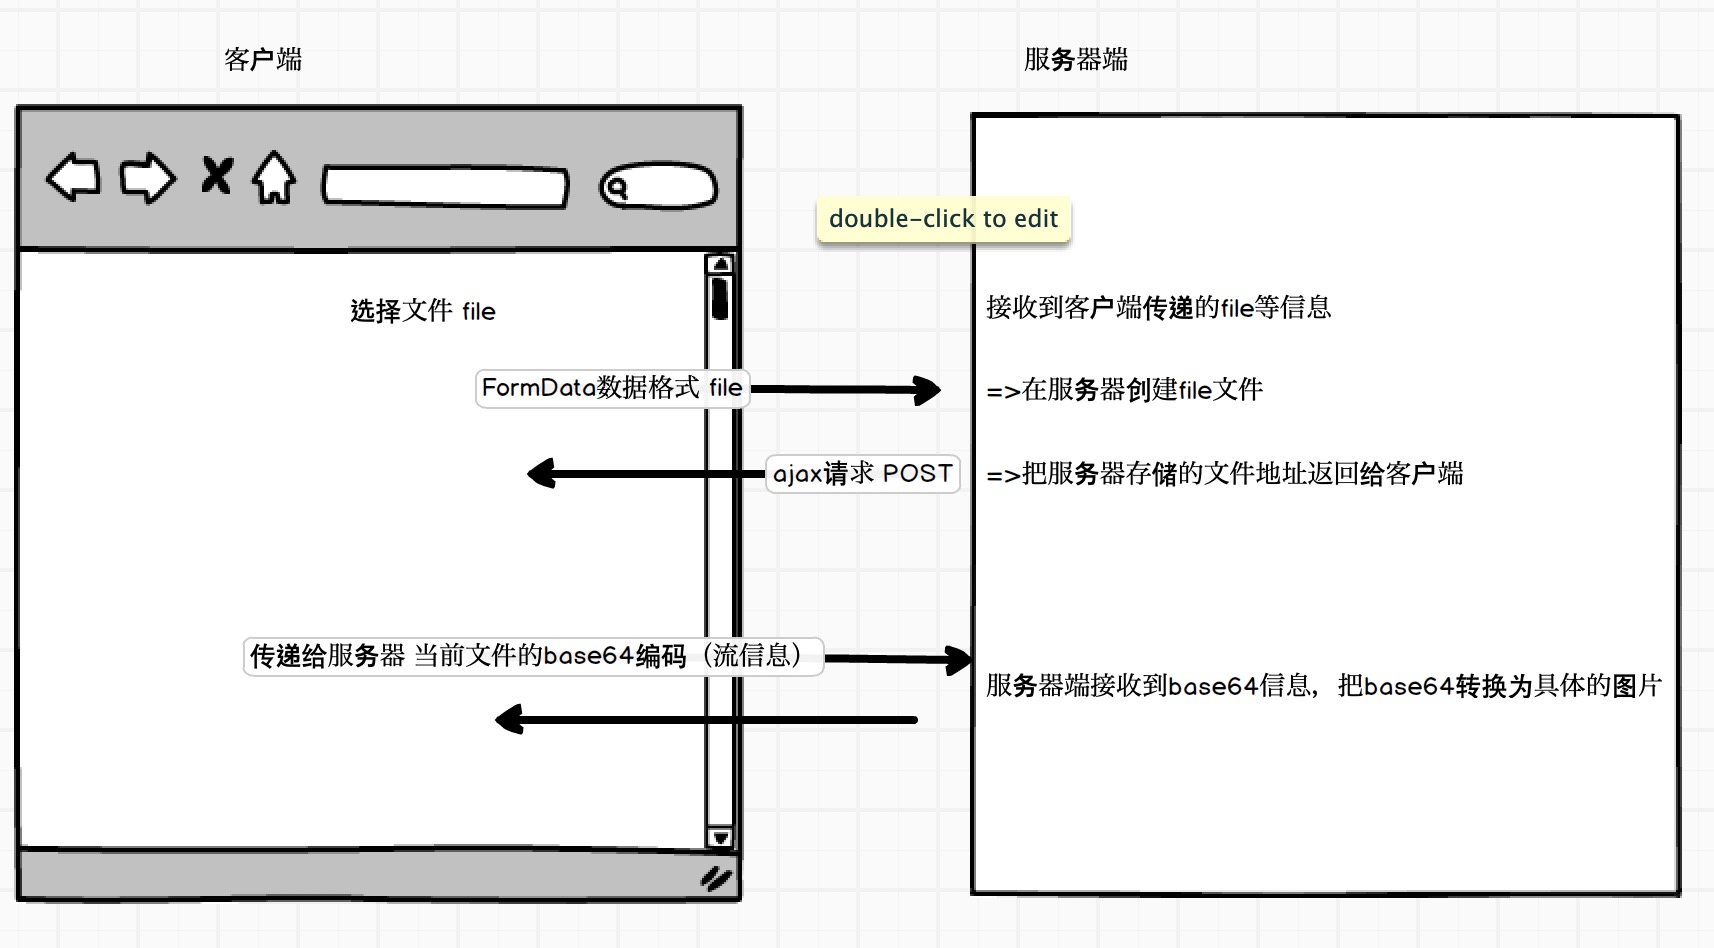 客户端
服务器端
double-click to edit
选择文件 file
接收到客户端传递的file等信息
FormData数据格式 file
=>在服务器创建file文件
ajax请求 POST
=>把服务器存储的文件地址返回给客户端
传递给服务器 当前文件的base64编码（流信息）
服务器端接收到base64信息，把base64转换为具体的图片